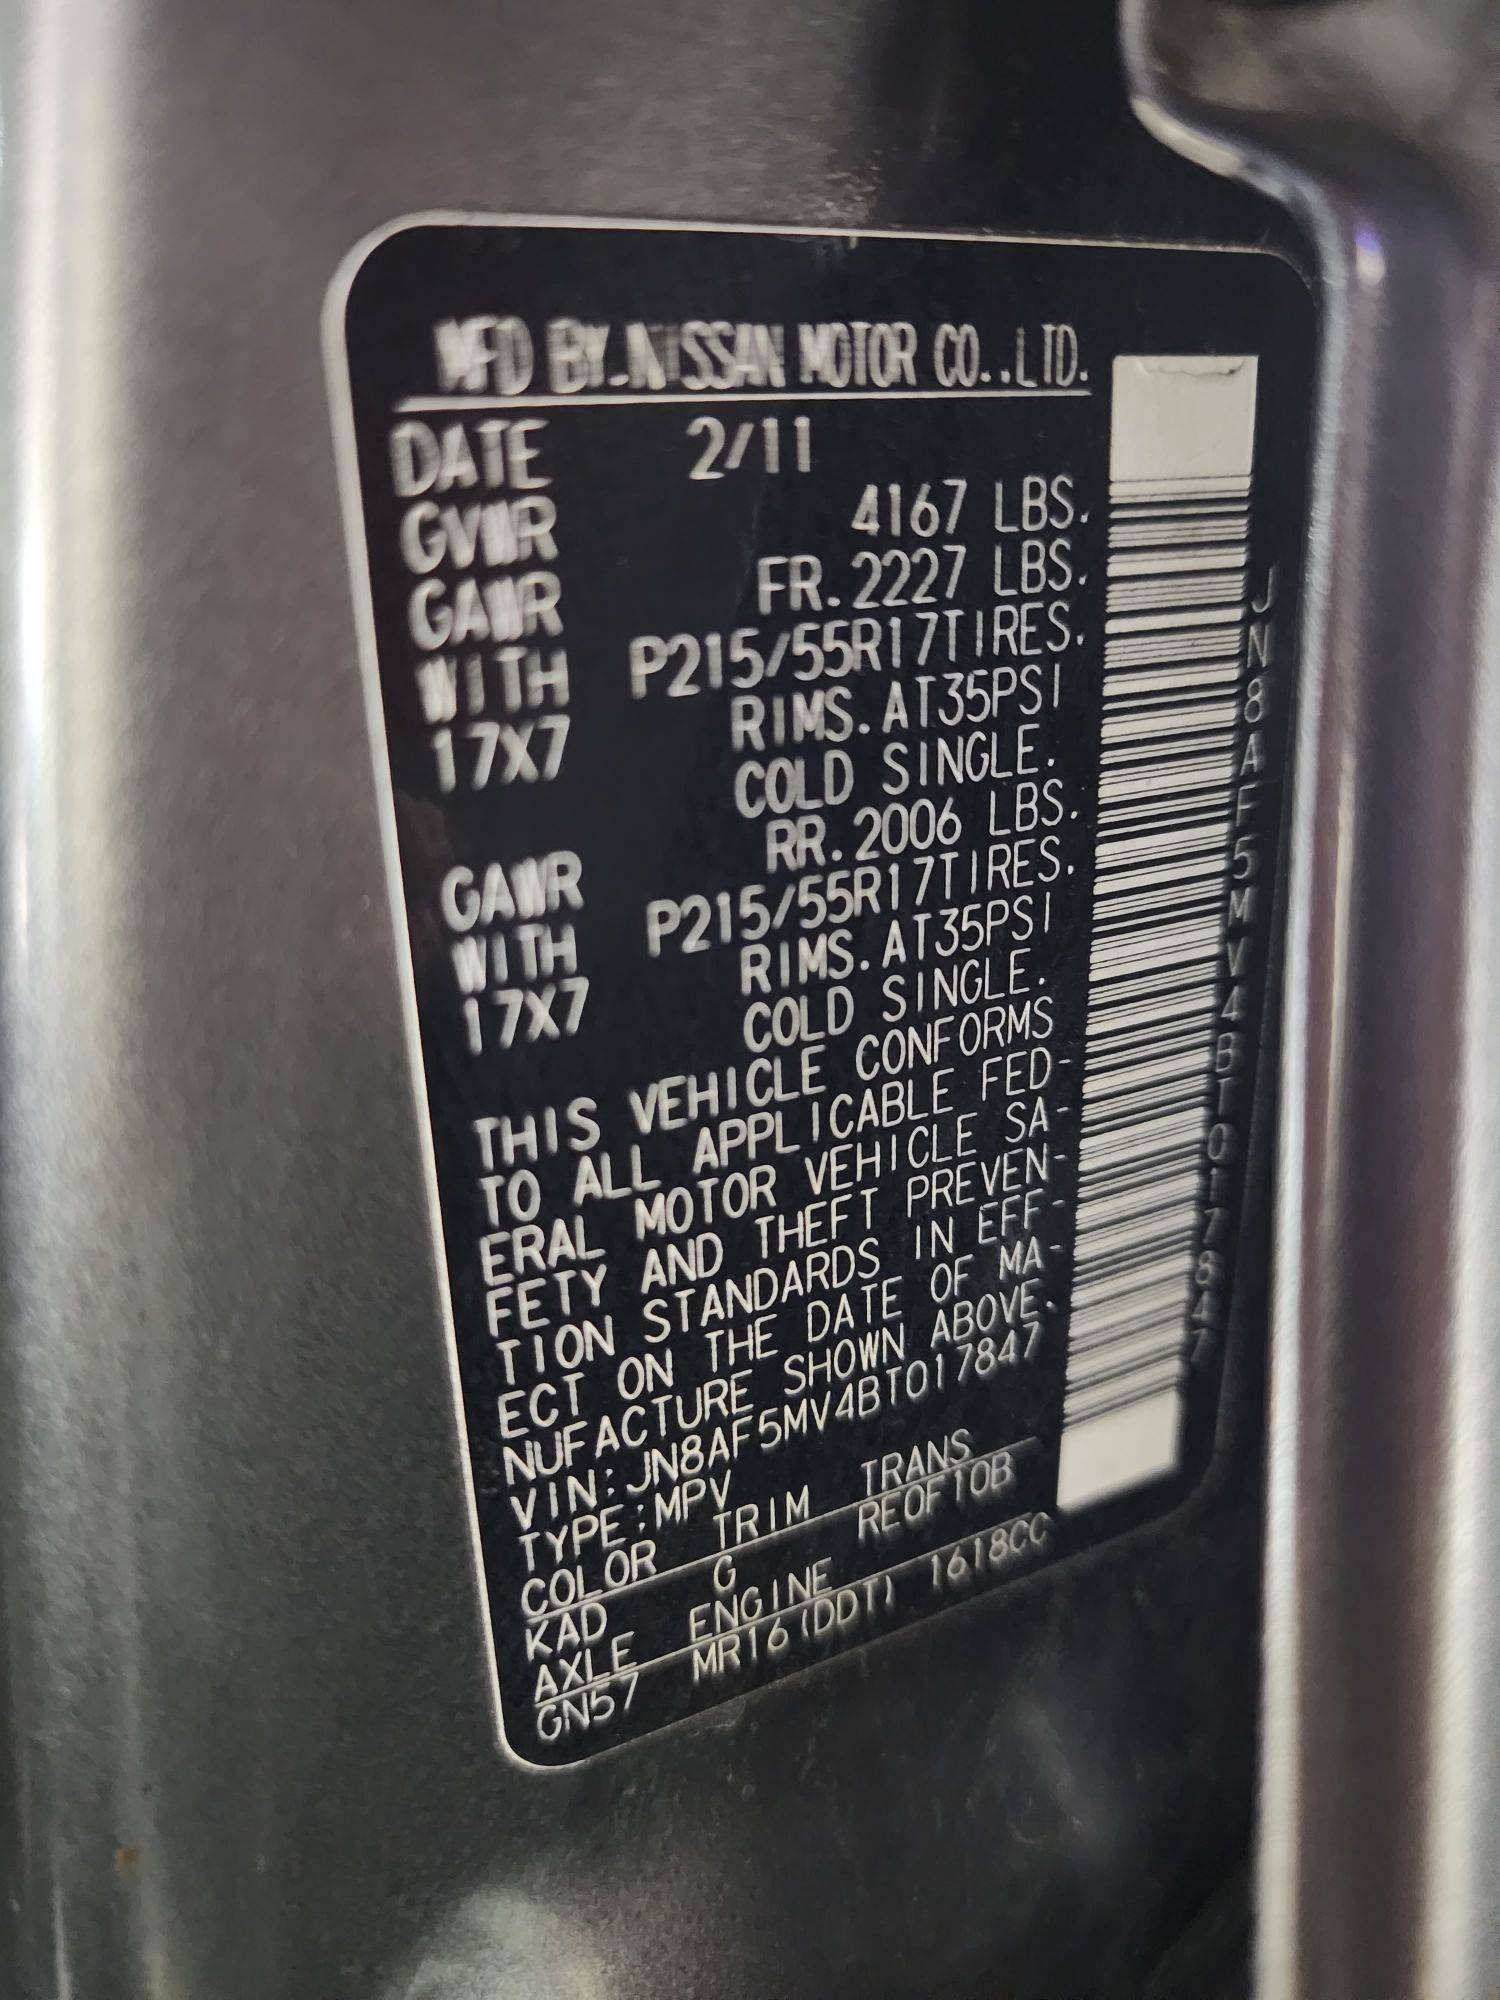 MFD BY.NISSAN MOTOR CO.,LTD.
DATE 2/11
GVWR 4167 LBS.
GAWR FR.2227 LBS.
WITH P215/55R17TIRES.
17X7 RIMS.AT35PSI
COLD SINGLE.
GAWR RR.2006 LBS.
WITH P215/55R17TIRES.
17X7 RIMS.AT35PSI
COLD SINGLE.
THIS VEHICLE CONFORMS
TO ALL APPLICABLE FED-
ERAL MOTOR VEHICLE SA-
FETY AND THEFT PREVEN-
TION STANDARDS IN EFF-
ECT ON THE DATE OF MA-
NUFACTURE SHOWN ABOVE.
VIN:JN8AF5MV4BT017847
TYPE:MPV
COLOR TRIM TRANS
KAD G RE0F10B
AXLE ENGINE
GN57 MR16(DDT) 1618CC
JN8AF5MV4BT017847